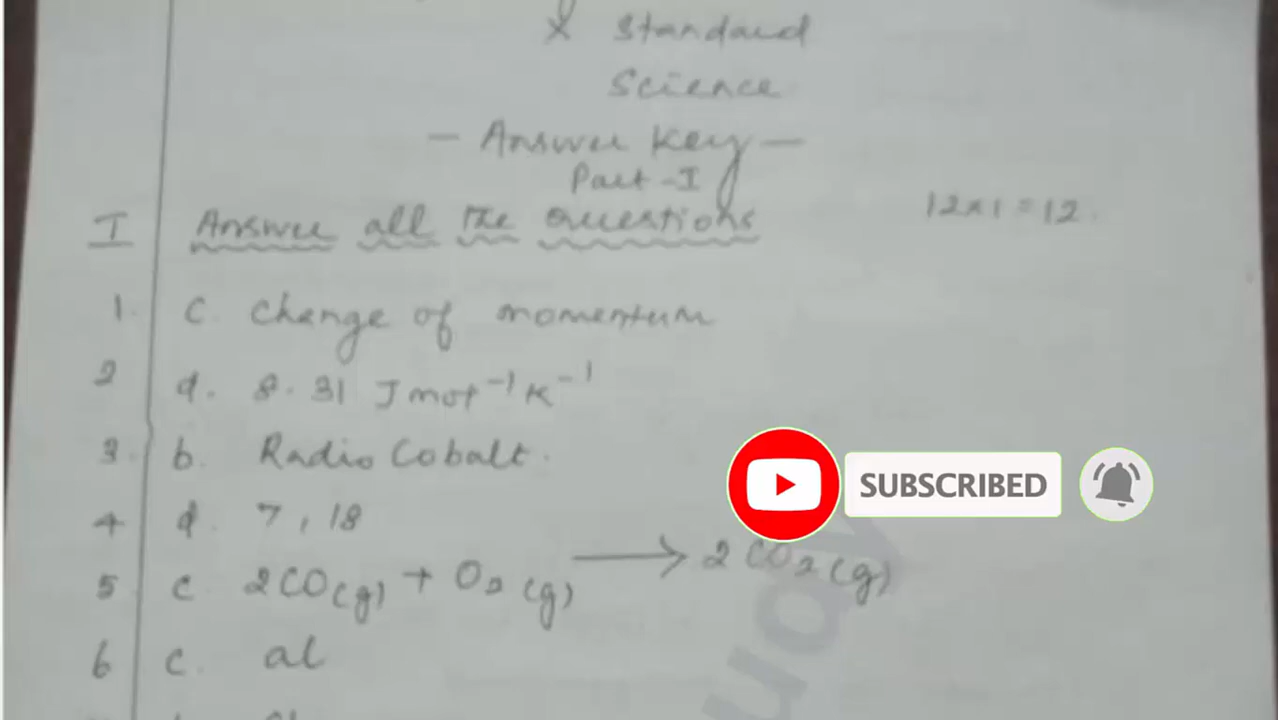 X Standard
Science
- Answer Key -
Part - I
I Answer all the questions 12x1 = 12.
1. c. Change of momentum
2 d. 8.31 J mol⁻¹ K⁻¹
3. b. Radio Cobalt.
4 d. 7, 18
5 c 2CO(g) + O₂(g) ⟶ 2CO₂(g)
6 c. al
SUBSCRIBED